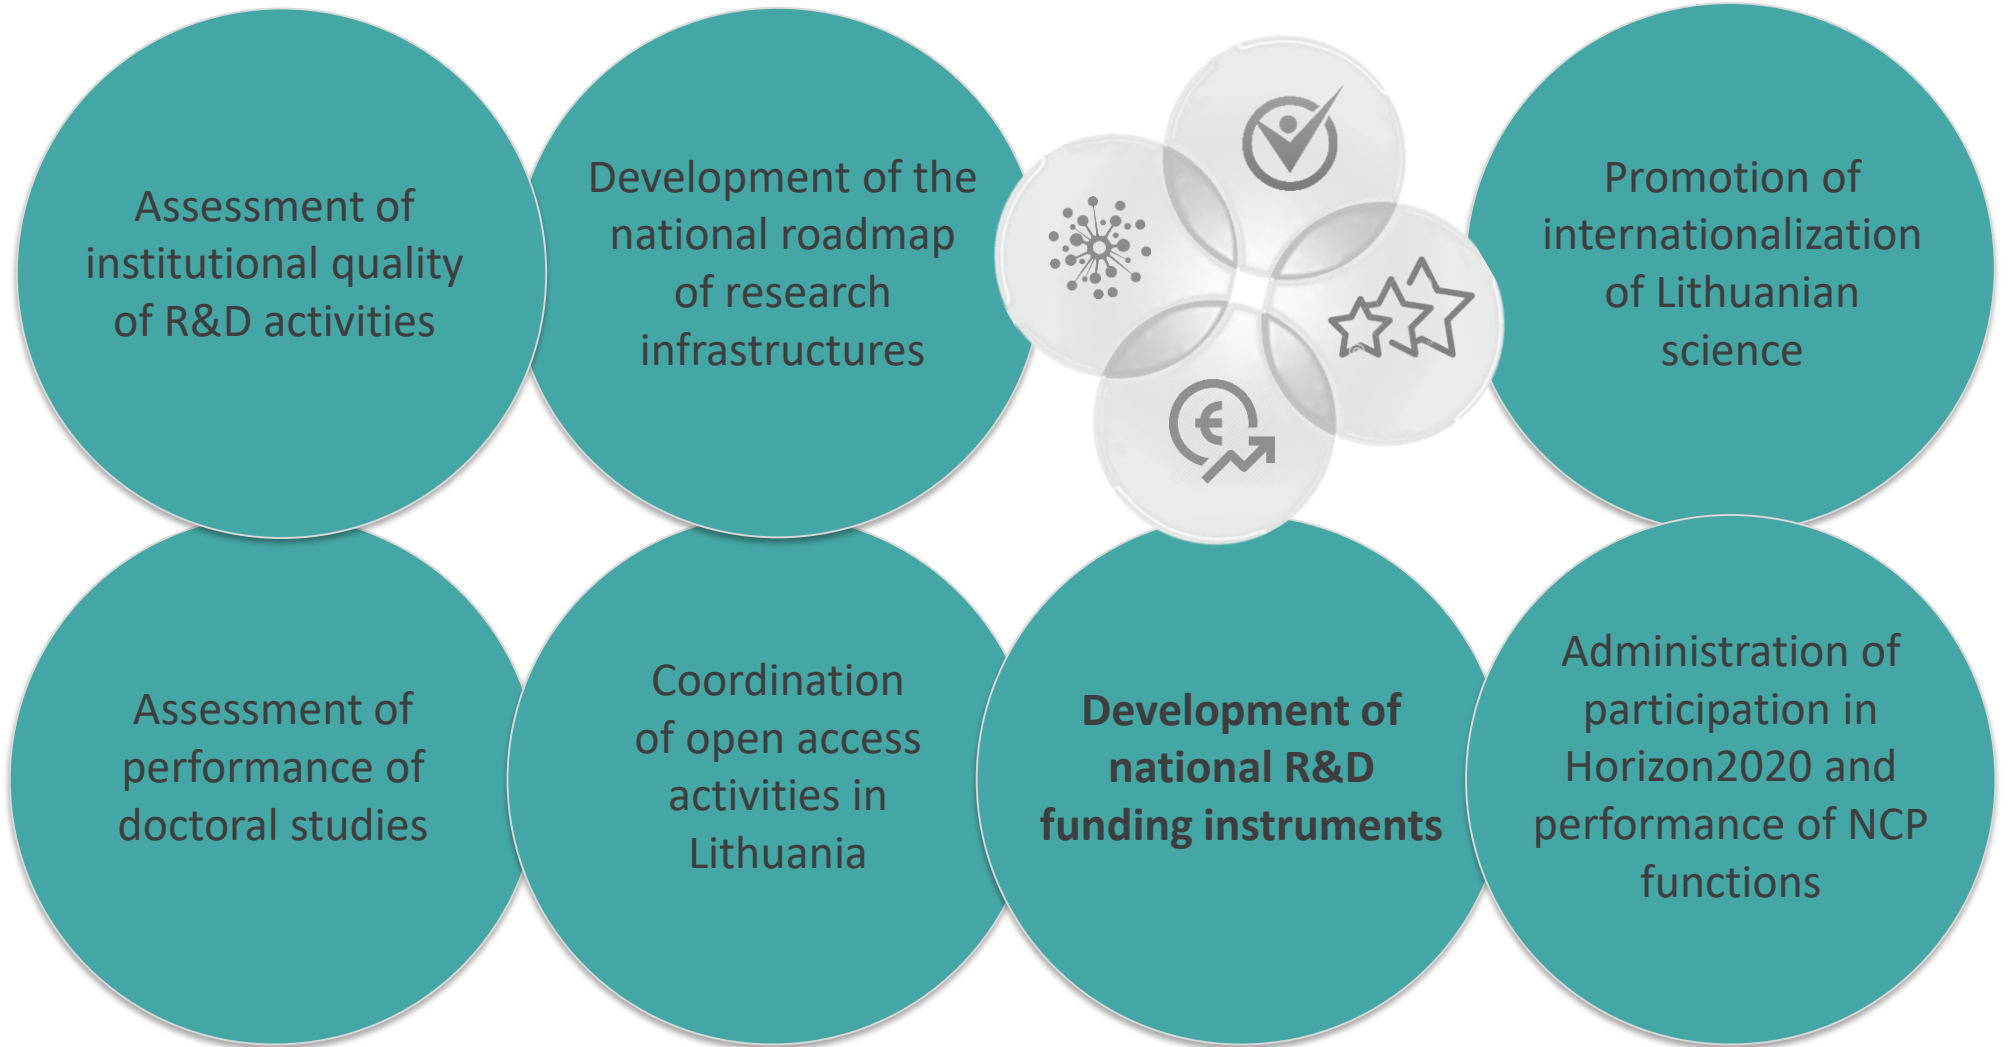 Assessment of
institutional quality
of R&D activities
Development of the
national roadmap
of research
infrastructures
Promotion of
internationalization
of Lithuanian
science
Assessment of
performance of
doctoral studies
Coordination
of open access
activities in
Lithuania
Development of
national R&D
funding instruments
Administration of
participation in
Horizon2020 and
performance of NCP
functions